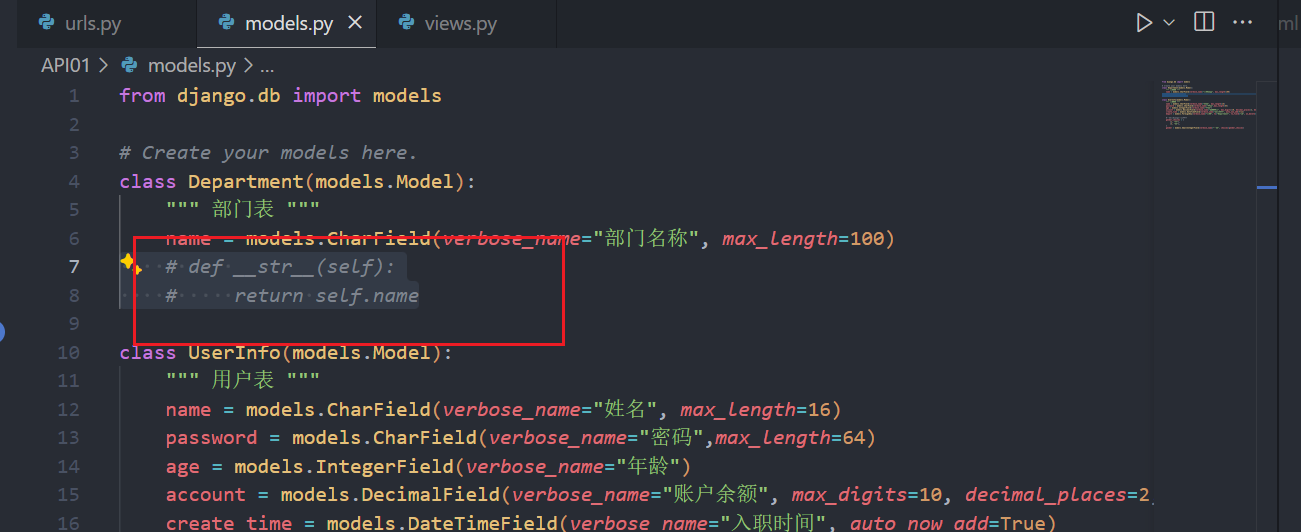 urls.py models.py views.py ml
API01 > models.py > ...
1 from django.db import models
2
3 # Create your models here.
4 class Department(models.Model):
5 """ 部门表 """
6 name = models.CharField(verbose_name="部门名称", max_length=100)
7 # def __str__(self):
8 # return self.name
9
10 class UserInfo(models.Model):
11 """ 用户表 """
12 name = models.CharField(verbose_name="姓名", max_length=16)
13 password = models.CharField(verbose_name="密码",max_length=64)
14 age = models.IntegerField(verbose_name="年龄")
15 account = models.DecimalField(verbose_name="账户余额", max_digits=10, decimal_places=2,
16 create_time = models.DateTimeField(verbose_name="入职时间", auto_now_add=True)